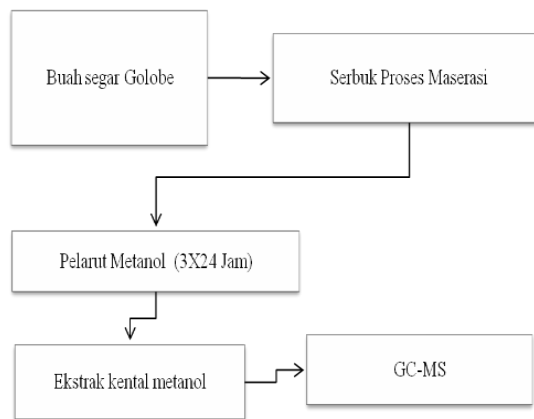 Buah segar Golobe
Serbuk Proses Maserasi
Pelarut Metanol (3X24 Jam)
Ekstrak kental metanol
GC-MS